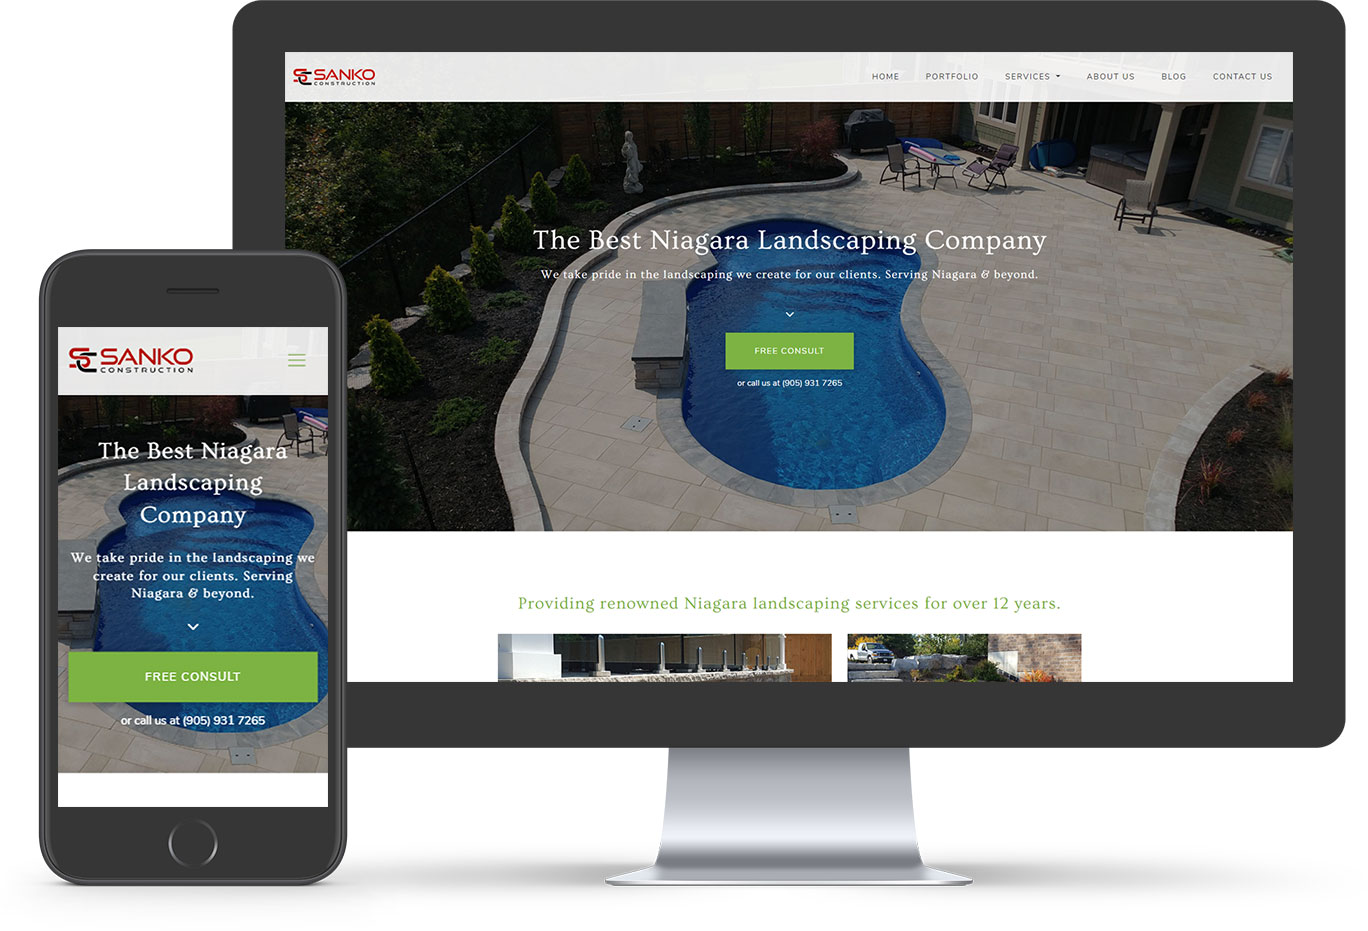 SC SANKO
CONSTRUCTION
HOME PORTFOLIO SERVICES ABOUT US BLOG CONTACT US
The Best Niagara Landscaping Company
We take pride in the landscaping we create for our clients. Serving Niagara & beyond.
FREE CONSULT
or call us at (905) 931 7265
Providing renowned Niagara landscaping services for over 12 years.
SC SANKO
CONSTRUCTION
The Best Niagara
Landscaping
Company
We take pride in the landscaping we
create for our clients. Serving
Niagara & beyond.
FREE CONSULT
or call us at (905) 931 7265